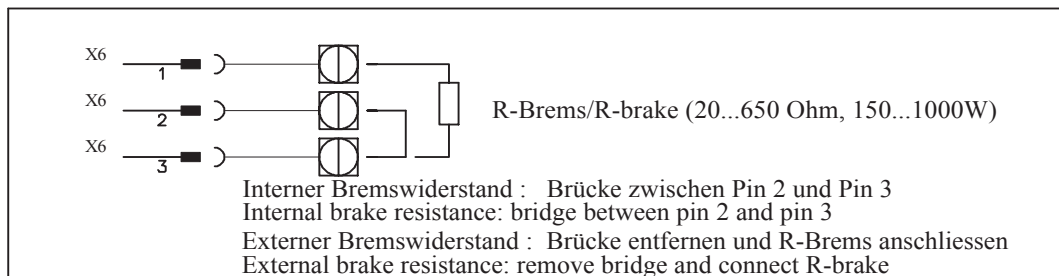 X6 1
X6 2 R-Brems/R-brake (20...650 Ohm, 150...1000W)
X6 3
Interner Bremswiderstand : Brücke zwischen Pin 2 und Pin 3
Internal brake resistance: bridge between pin 2 and pin 3
Externer Bremswiderstand : Brücke entfernen und R-Brems anschliessen
External brake resistance: remove bridge and connect R-brake